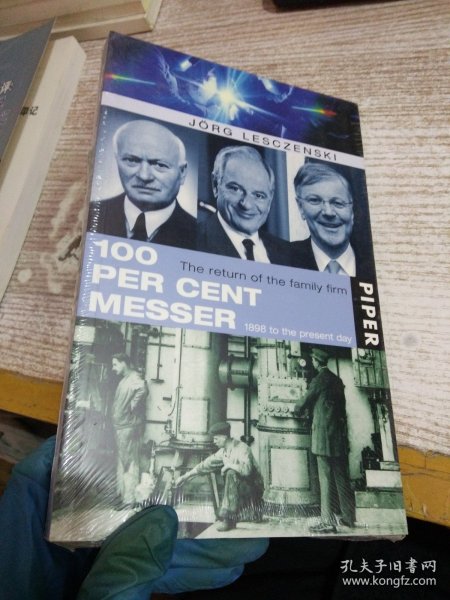 JÖRG LESCZENSKI
100
PER CENT
MESSER
The return of the family firm
1898 to the present day
PIPER
孔夫子旧书网
www.kongfz.com